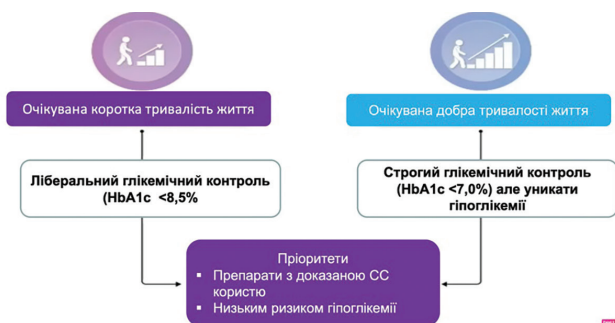 Очікувана коротка тривалість життя
Очікувана добра тривалості життя
Ліберальний глікемічний контроль
(HbA1c <8,5%
Строгий глікемічний контроль
(HbA1c <7,0%) але уникати
гіпоглікемії
Пріоритети
▪ Препарати з доказаною СС
користю
▪ Низьким ризиком гіпоглікемії